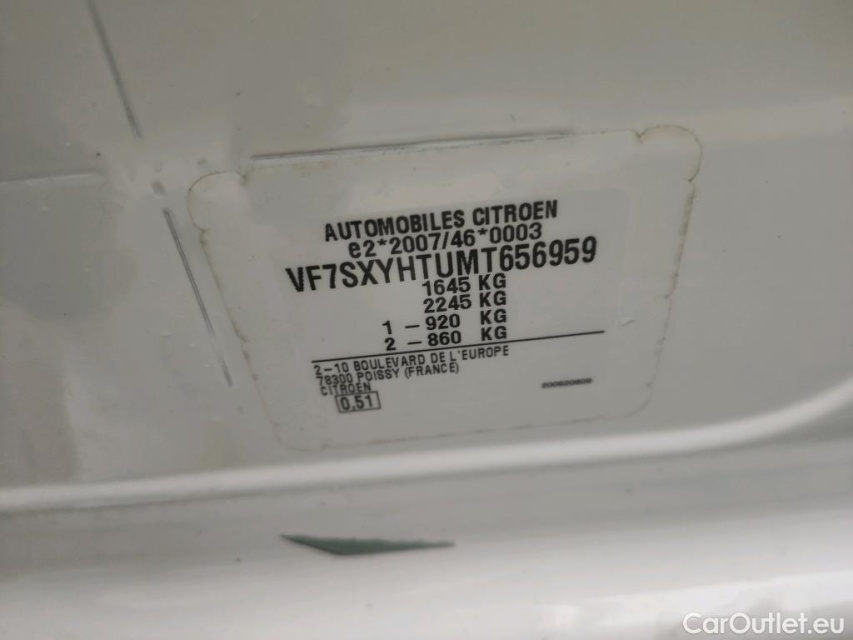 AUTOMOBILES CITROEN
e2*2007/46*0003
VF7SXYHTUMT656959
1645 KG
2245 KG
1 - 920 KG
2 - 860 KG
2-10 BOULEVARD DE L'EUROPE
78300 POISSY (FRANCE)
CITROEN
0,51
CarOutlet.eu